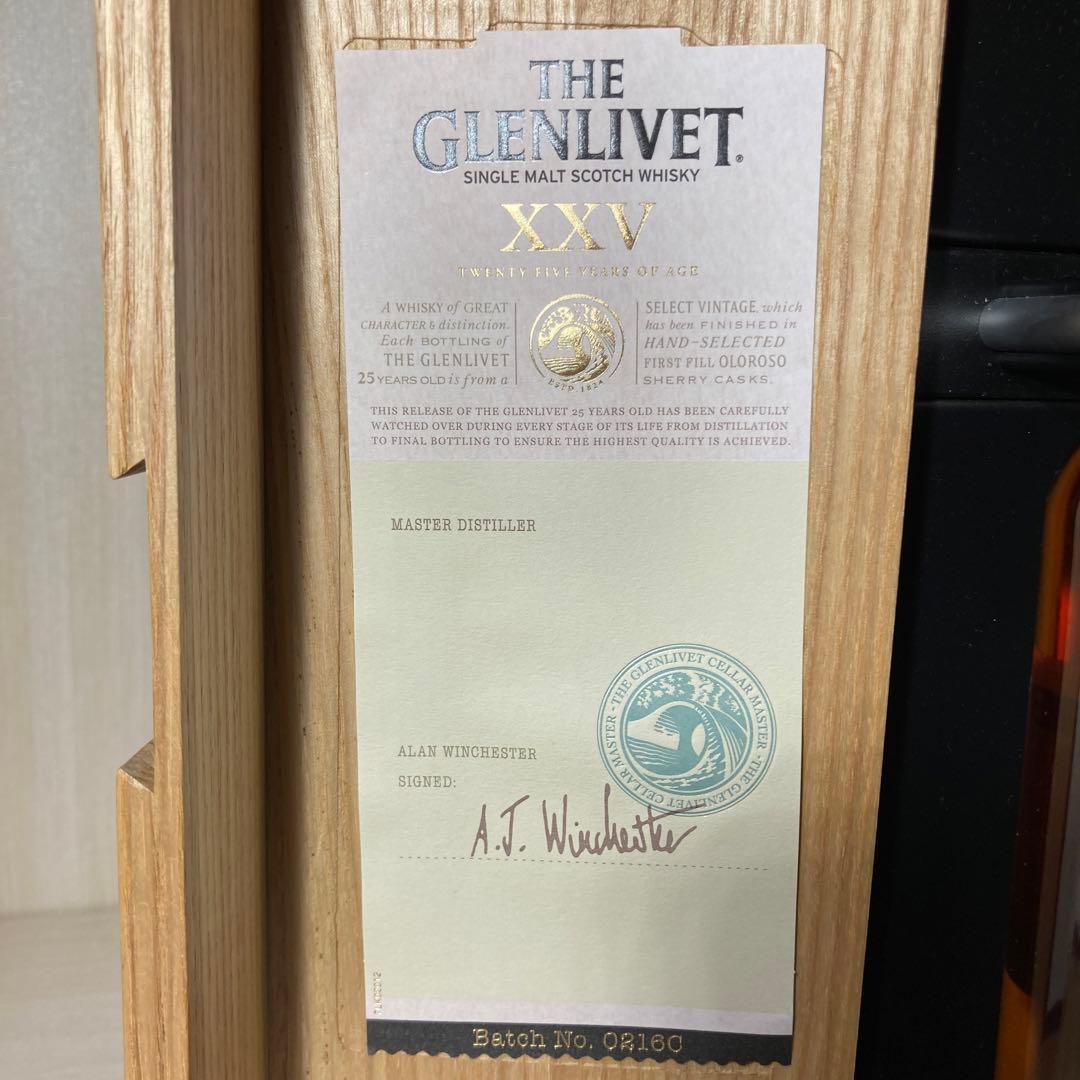 THE
GLENLIVET®
SINGLE MALT SCOTCH WHISKY
XXV
TWENTY FIVE YEARS OF AGE
A WHISKY of GREAT
CHARACTER & distinction.
Each BOTTLING of
THE GLENLIVET
25 YEARS OLD is from a
ESTD. 1824
SELECT VINTAGE, which
has been FINISHED in
HAND-SELECTED
FIRST FILL OLOROSO
SHERRY CASKS.
THIS RELEASE OF THE GLENLIVET 25 YEARS OLD HAS BEEN CAREFULLY
WATCHED OVER DURING EVERY STAGE OF ITS LIFE FROM DISTILLATION
TO FINAL BOTTLING TO ENSURE THE HIGHEST QUALITY IS ACHIEVED.
MASTER DISTILLER
THE GLENLIVET CELLAR MASTER · THE GLENLIVET CELLAR MASTER ·
ALAN WINCHESTER
SIGNED:
A.J. Winchester
Batch No. 0216C